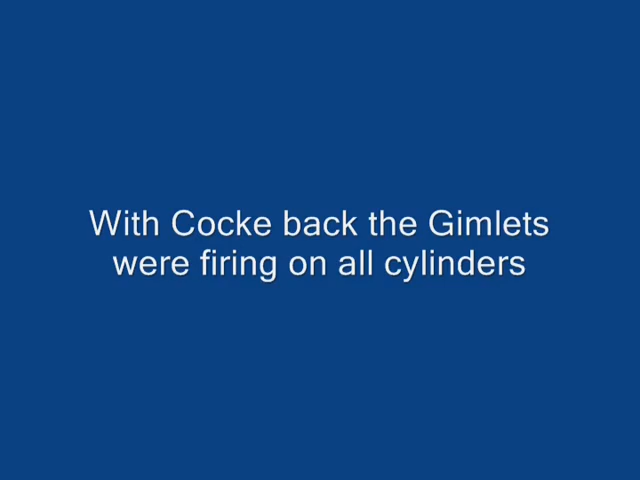 With Cocke back the Gimlets
were firing on all cylinders